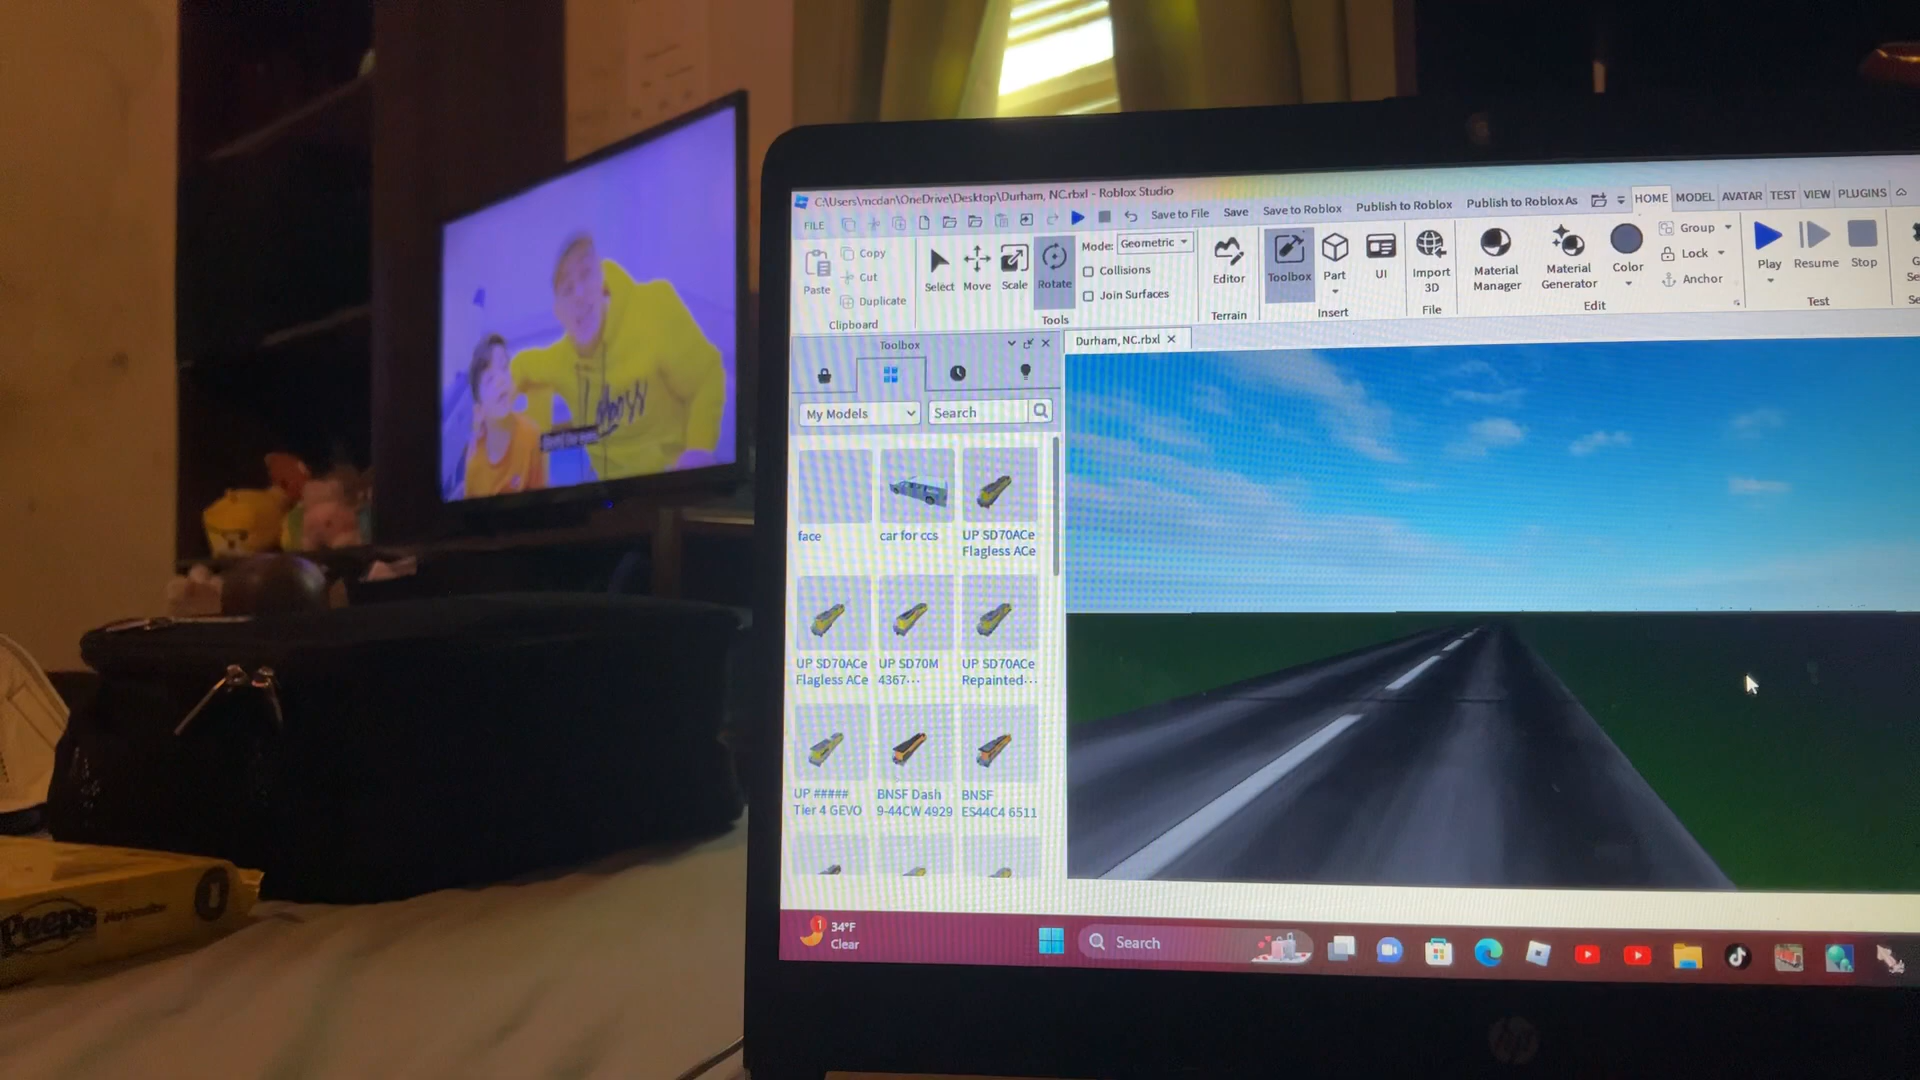 C:\Users\mcdan\OneDrive\Desktop\Durham, NC.rbxl - Roblox Studio
FILE
Save to File
Save
Save to Roblox
Publish to Roblox
Publish to Roblox As
HOME
MODEL
AVATAR
TEST
VIEW
PLUGINS
Paste
Copy
Cut
Duplicate
Clipboard
Select
Move
Scale
Rotate
Mode: Geometric
Collisions
Join Surfaces
Tools
Editor
Terrain
Toolbox
Part
UI
Insert
Import
3D
File
Material
Manager
Material
Generator
Color
Group
Lock
Anchor
Edit
Play
Resume
Stop
Test
Toolbox
My Models
Search
Durham, NC.rbxl
face
car for ccs
UP SD70ACe
Flagless ACe
UP SD70ACe
Flagless ACe
UP SD70M
4367...
UP SD70ACe
Repainted...
UP #####
Tier 4 GEVO
BNSF Dash
9-44CW 4929
BNSF
ES44C4 6511
1
34°F
Clear
Search
hp
Peeps